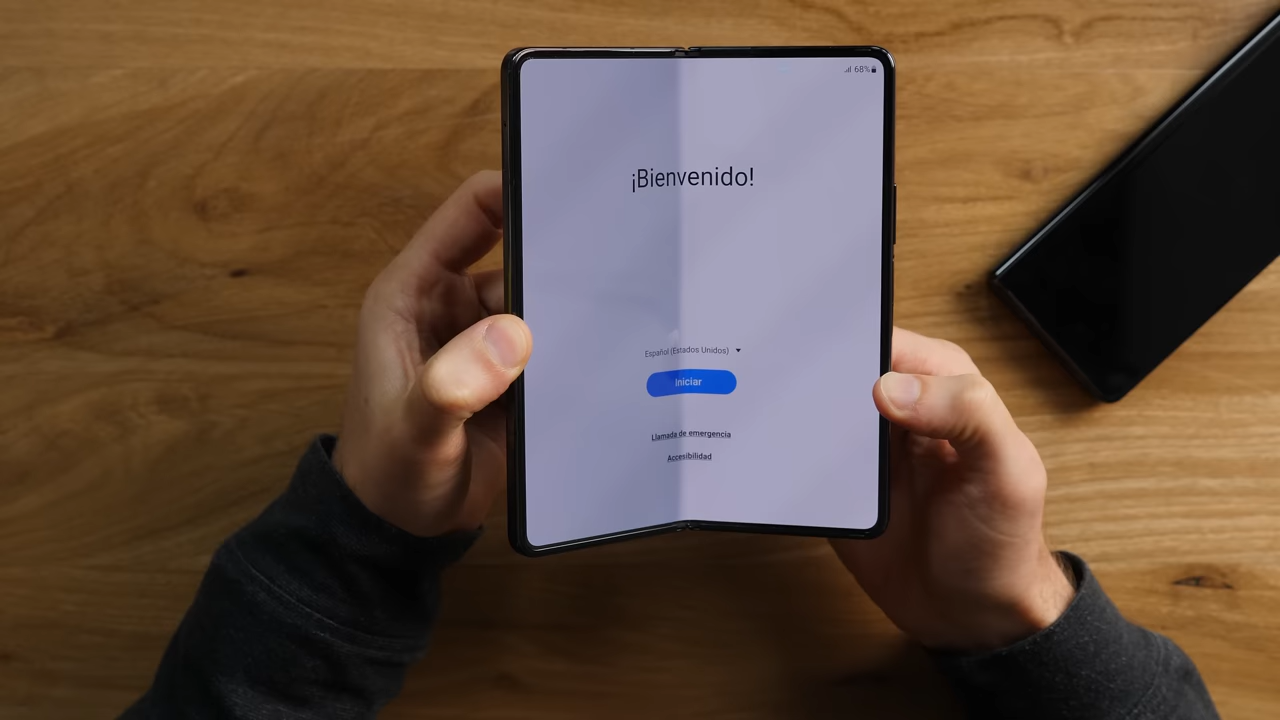 68%
¡Bienvenido!
Español (Estados Unidos)
Iniciar
Llamada de emergencia
Accesibilidad